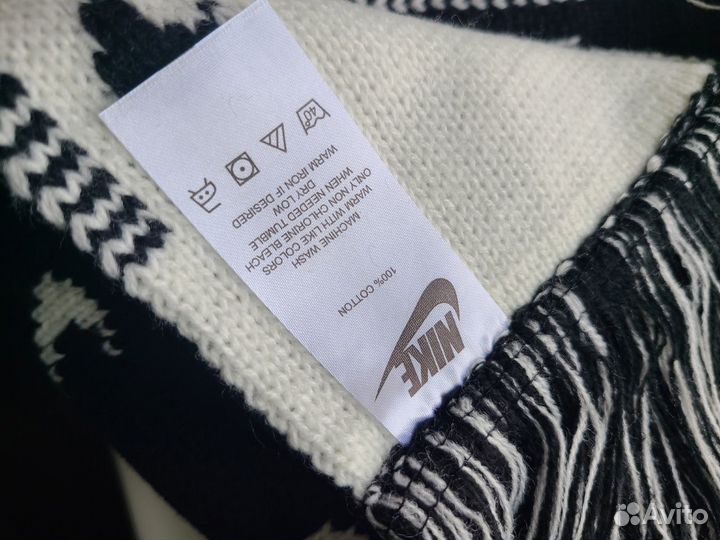 NIKE
100% COTTON
MACHINE WASH
WARM WITH LIKE COLORS
ONLY NON CHLORINE BLEACH
WHEN NEEDED TUMBLE
DRY LOW
WARM IRON IF DESIRED
40°
Avito